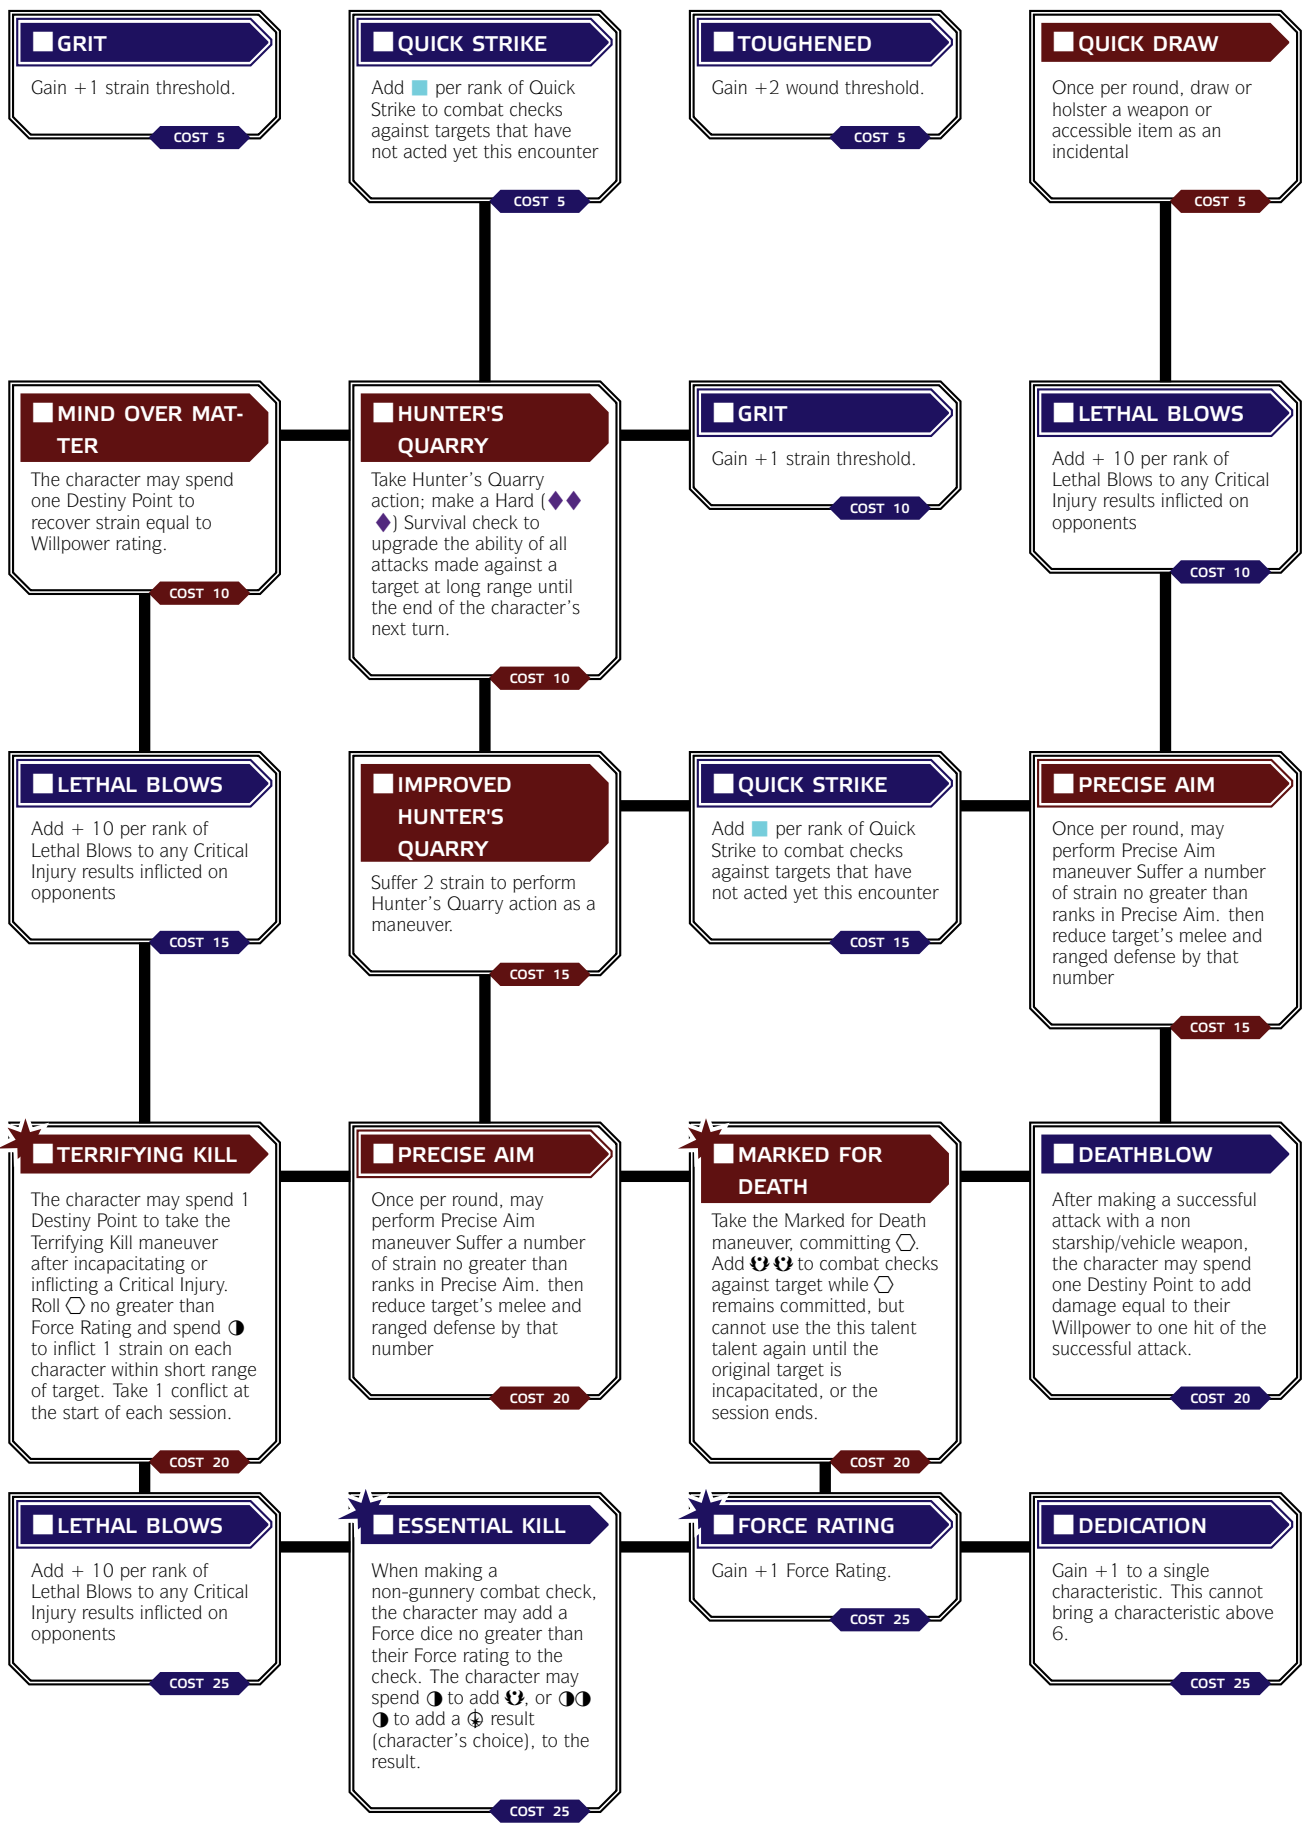 GRIT
Gain +1 strain threshold.
COST 5
QUICK STRIKE
Add per rank of Quick
Strike to combat checks
against targets that have
not acted yet this encounter
COST 5
TOUGHENED
Gain +2 wound threshold.
COST 5
QUICK DRAW
Once per round, draw or
holster a weapon or
accessible item as an
incidental
COST 5
MIND OVER MAT-
TER
The character may spend
one Destiny Point to
recover strain equal to
Willpower rating.
COST 10
HUNTER'S
QUARRY
Take Hunter's Quarry
action; make a Hard (♦♦
♦) Survival check to
upgrade the ability of all
attacks made against a
target at long range until
the end of the character's
next turn.
COST 10
GRIT
Gain +1 strain threshold.
COST 10
LETHAL BLOWS
Add + 10 per rank of
Lethal Blows to any Critical
Injury results inflicted on
opponents
COST 10
LETHAL BLOWS
Add + 10 per rank of
Lethal Blows to any Critical
Injury results inflicted on
opponents
COST 15
IMPROVED
HUNTER'S
QUARRY
Suffer 2 strain to perform
Hunter's Quarry action as a
maneuver.
COST 15
QUICK STRIKE
Add per rank of Quick
Strike to combat checks
against targets that have
not acted yet this encounter
COST 15
PRECISE AIM
Once per round, may
perform Precise Aim
maneuver Suffer a number
of strain no greater than
ranks in Precise Aim. then
reduce target's melee and
ranged defense by that
number
COST 15
TERRIFYING KILL
The character may spend 1
Destiny Point to take the
Terrifying Kill maneuver
after incapacitating or
inflicting a Critical Injury.
Roll no greater than
Force Rating and spend
to inflict 1 strain on each
character within short range
of target. Take 1 conflict at
the start of each session.
COST 20
PRECISE AIM
Once per round, may
perform Precise Aim
maneuver Suffer a number
of strain no greater than
ranks in Precise Aim. then
reduce target's melee and
ranged defense by that
number
COST 20
MARKED FOR
DEATH
Take the Marked for Death
maneuver, committing .
Add to combat checks
against target while
remains committed, but
cannot use the this talent
talent again until the
original target is
incapacitated, or the
session ends.
COST 20
DEATHBLOW
After making a successful
attack with a non
starship/vehicle weapon,
the character may spend
one Destiny Point to add
damage equal to their
Willpower to one hit of the
successful attack.
COST 20
LETHAL BLOWS
Add + 10 per rank of
Lethal Blows to any Critical
Injury results inflicted on
opponents
COST 25
ESSENTIAL KILL
When making a
non-gunnery combat check,
the character may add a
Force dice no greater than
their Force rating to the
check. The character may
spend to add , or
to add a result
(character's choice), to the
result.
COST 25
FORCE RATING
Gain +1 Force Rating.
COST 25
DEDICATION
Gain +1 to a single
characteristic. This cannot
bring a characteristic above
6.
COST 25